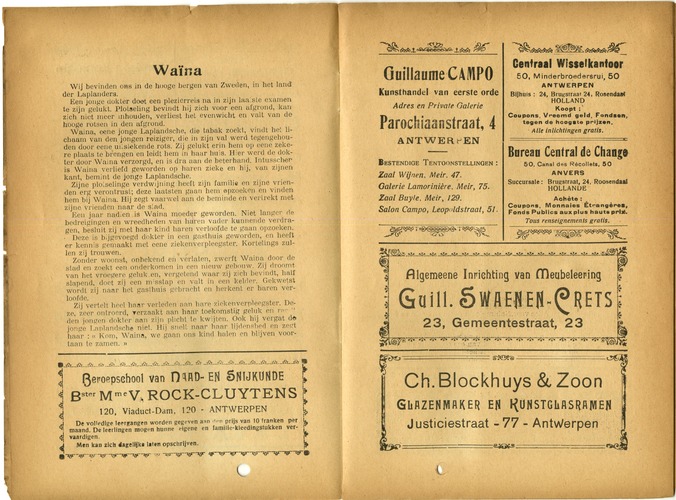 Waïna
Wij bevinden ons in de hooge bergen van Zweden, in het land
der Laplanders.
Een jonge dokter doet een plezierreis na in zijn laatste examen
te zijn gelukt. Plotseling bevindt hij zich voor een afgrond, kan
zich niet meer inhouden, verliest het evenwicht en valt van de
hooge rotsen in den afgrond.
Waina, eene jonge Laplandsche, die tabak zoekt, vindt het li-
chaam van den jongen reiziger, die in zijn val werd tegengehou-
den door eene uitstekende rots. Zij gelukt erin hem op eene zeke-
re plaats te brengen en leidt hem in haar huis. Hier werd de dok-
ter door Waina verzorgd, en is dra aan de beterhand. Intusschen
is Waina verliefd geworden op haren zieke en hij, van zijnen
kant, bemint de jonge Laplandsche.
Zijne plotselinge verdwijning heeft zijn familie en zijne vrien-
den erg verontrust; deze laatsten gaan hem opzoeken en vinden
hem bij Waina. Hij zegt vaarwel aan de beminde en vertrekt met
zijne vrienden naar de stad.
Een jaar nadien is Waina moeder geworden. Niet langer de
bedreigingen en wreedheden van haren vader kunnende verdra-
gen, besluit zij met haar kind haren verloofde te gaan opzoeken.
Deze is bijgevoegd dokter in een gasthuis geworden, en heeft
er kennis gemaakt met eene ziekenverpleegster. Kortelings zul-
len zij trouwen.
Zonder woonst, onbekend en verlaten, zwerft Waina door de
stad en zoekt een onderkomen in een nieuw gebouw. Zij droomt
van het vroegere geluk en, vergetend waar zij zich bevindt, half
slapend, doet zij een misstap en valt in een kelder. Gekwetst
wordt zij naar het gasthuis gebracht en herkent er haren ver-
loofde.
Zij vertelt heel haar verleden aan hare ziekenverpleegster. De-
ze, zeer ontroerd, verzaakt aan haar toekomstig geluk en
den jongen dokter aan zijn plicht te kwijten. Ook hij vergat de
jonge Laplandsche niet. Hij snelt naar haar lijdensbed en zegt
haar : « Kom, Waina, we gaan ons kind halen en blijven voor-
taan te zamen. »
Beroepschool van NAAD- EN SNIJKUNDE
Bster Mme V. ROCK-CLUYTENS
120, Viaduct-Dam, 120 - ANTWERPEN
De volledige leergangen worden gegeven aan den prijs van 10 franken per
maand. De leerlingen mogen hunne eigene en familie-kleedingstukken ver-
vaardigen.
Men kan zich dagelijks laten opschrijven.
Guillaume CAMPO
Kunsthandel van eerste orde
Adres en Private Galerie
Parochiaanstraat, 4
ANTWERPEN
BESTENDIGE TENTOONSTELLINGEN :
Zaal Wijnen, Meir, 47.
Galerie Lamorinière, Meir, 75.
Zaal Bayle, Meir, 129.
Salon Campo, Leopoldstraat, 51.
Centraal Wisselkantoor
50, Minderbroedersrui, 50
ANTWERPEN
Bijhuis : 24, Brugstraat 24, Rosendaal
HOLLAND
Koopt :
Coupons, Vreemd geld, Fondsen,
tegen de hoogste prijzen.
Alle inlichtingen gratis.
Bureau Central de Change
50, Canal des Récollets, 50
ANVERS
Succursale : Brugstraat, 24, Roosendaal
HOLLANDE
Achète :
Coupons, Monnaies Étrangères,
Fonds Publics aux plus hauts prix.
Tous renseignements gratis.
Algemeene Inrichting van Meubeleering
Guill. SWAENEN-CRETS
23, Gemeentestraat, 23
Ch. Blockhuys & Zoon
GLAZENMAKER EN KUNSTGLASRAMEN
Justiciestraat - 77 - Antwerpen